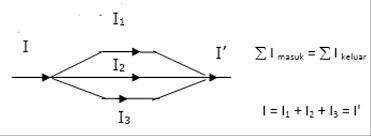 I₁
I
I₂
I'
I₃
∑ I masuk = ∑ I keluar
I = I₁ + I₂ + I₃ = I'